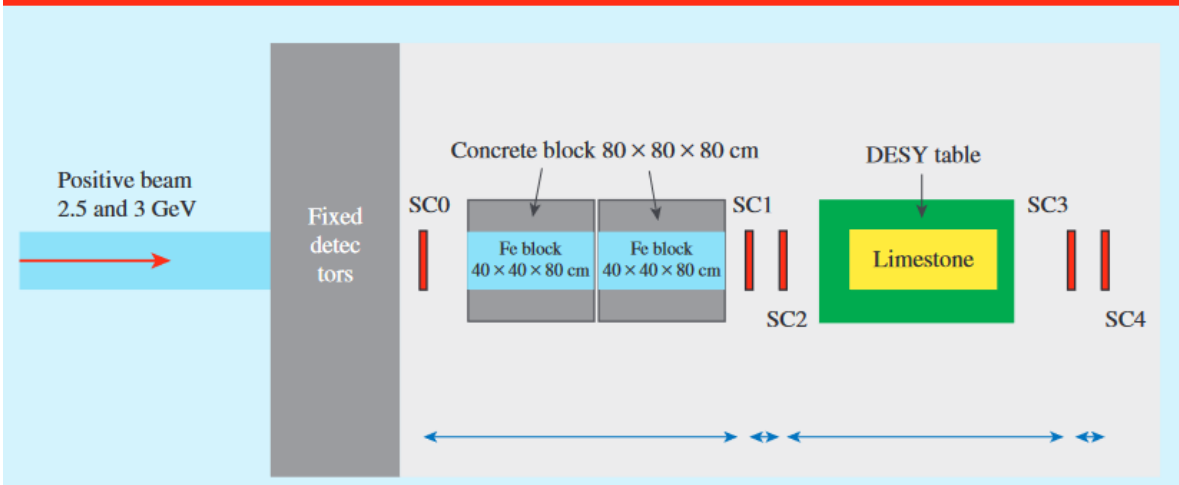 Concrete block 80 × 80 × 80 cm
DESY table
Positive beam
2.5 and 3 GeV
Fixed
detec
tors
SC0
SC1
SC3
Fe block
40 × 40 × 80 cm
Fe block
40 × 40 × 80 cm
Limestone
SC2
SC4